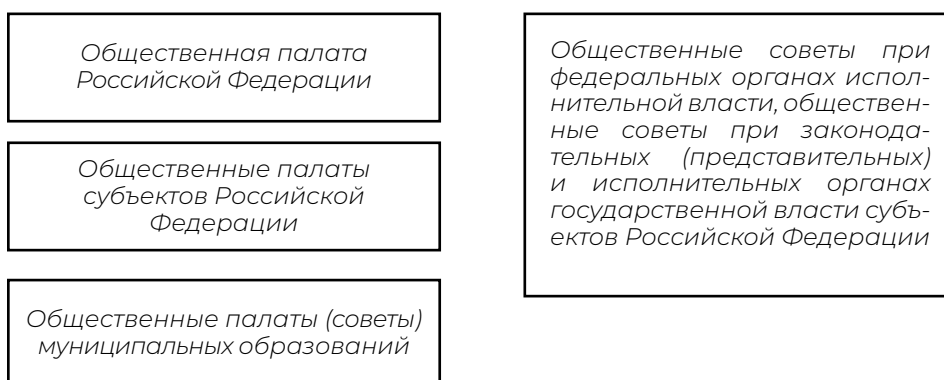 Общественная палата
Российской Федерации
Общественные палаты
субъектов Российской
Федерации
Общественные палаты (советы)
муниципальных образований
Общественные советы при
федеральных органах испол-
нительной власти, обществен-
ные советы при законода-
тельных (представительных)
и исполнительных органах
государственной власти субъ-
ектов Российской Федерации